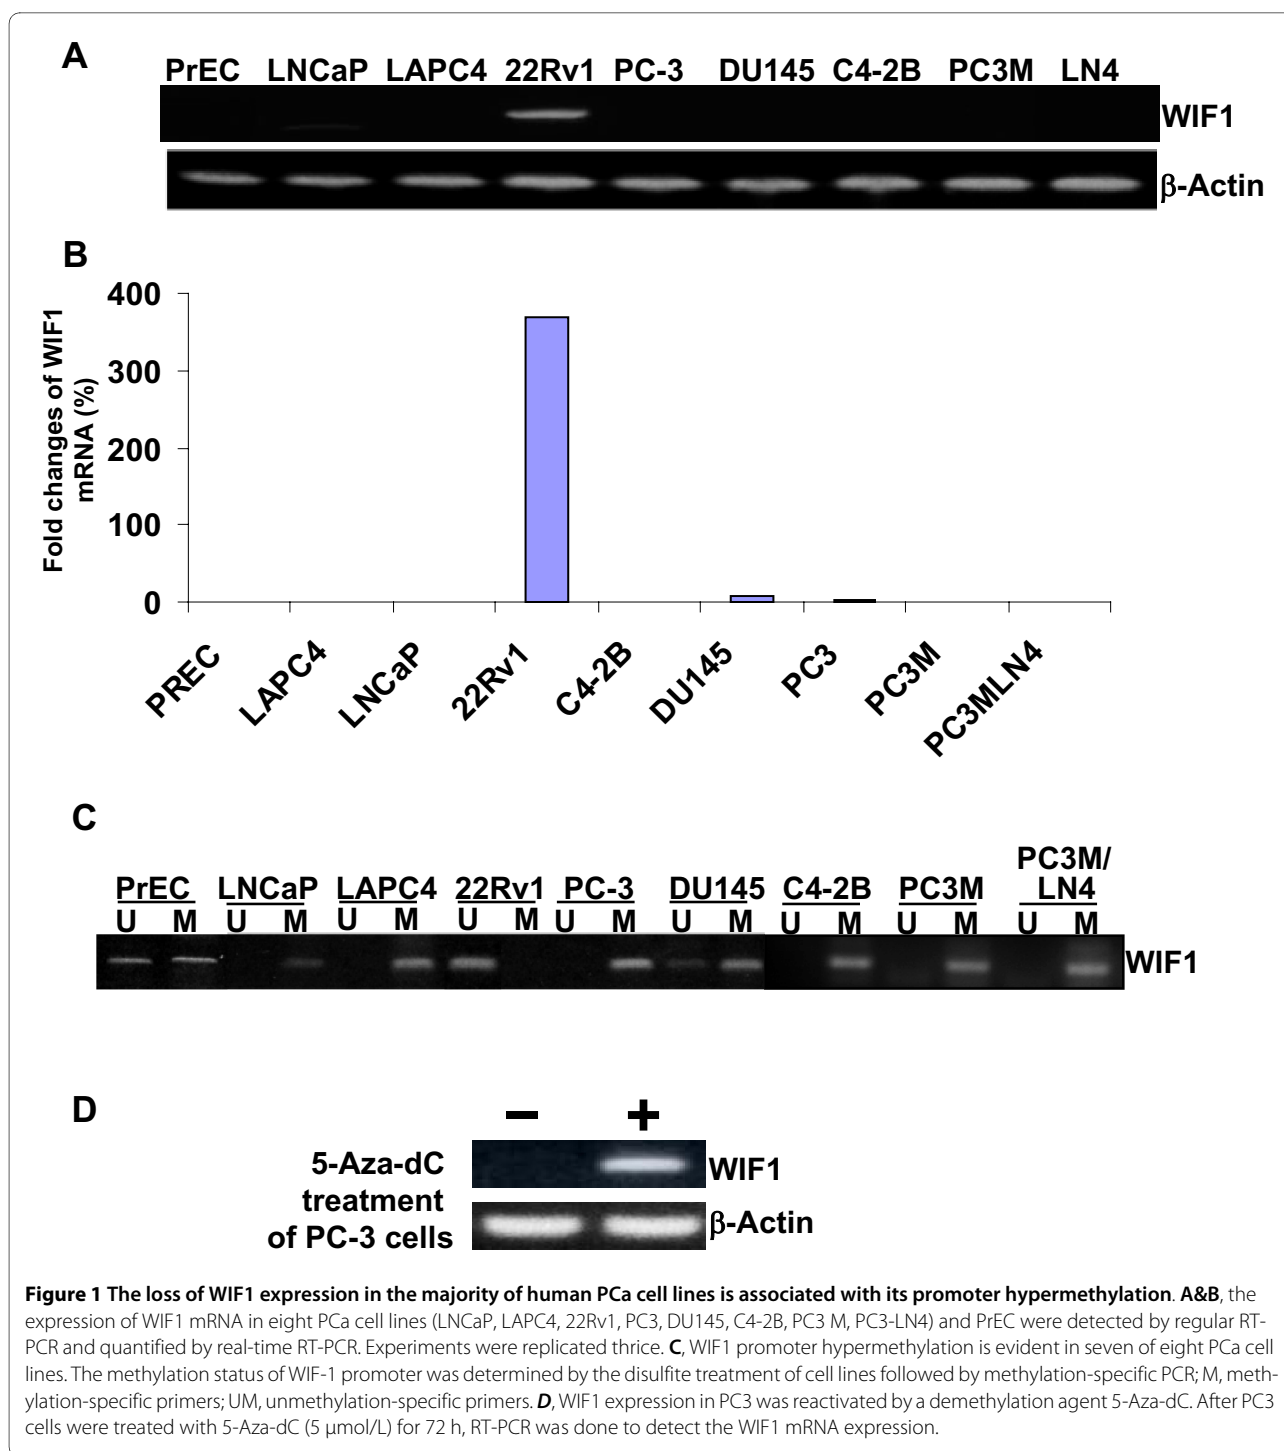 A
PrEC LNCaP LAPC4 22Rv1 PC-3 DU145 C4-2B PC3M LN4
WIF1
β-Actin
B
Fold changes of WIF1
mRNA (%)
400
300
200
100
0
PREC LAPC4 LNCaP 22Rv1 C4-2B DU145 PC3 PC3M PC3MLN4
C
PC3M/
PrEC LNCaP LAPC4 22Rv1 PC-3 DU145 C4-2B PC3M LN4
U M U M U M U M U M U M U M U M U M
WIF1
D
− +
5-Aza-dC
treatment
of PC-3 cells
WIF1
β-Actin
Figure 1 The loss of WIF1 expression in the majority of human PCa cell lines is associated with its promoter hypermethylation. A&B, the
expression of WIF1 mRNA in eight PCa cell lines (LNCaP, LAPC4, 22Rv1, PC3, DU145, C4-2B, PC3 M, PC3-LN4) and PrEC were detected by regular RT-
PCR and quantified by real-time RT-PCR. Experiments were replicated thrice. C, WIF1 promoter hypermethylation is evident in seven of eight PCa cell
lines. The methylation status of WIF-1 promoter was determined by the disulfite treatment of cell lines followed by methylation-specific PCR; M, meth-
ylation-specific primers; UM, unmethylation-specific primers. D, WIF1 expression in PC3 was reactivated by a demethylation agent 5-Aza-dC. After PC3
cells were treated with 5-Aza-dC (5 μmol/L) for 72 h, RT-PCR was done to detect the WIF1 mRNA expression.